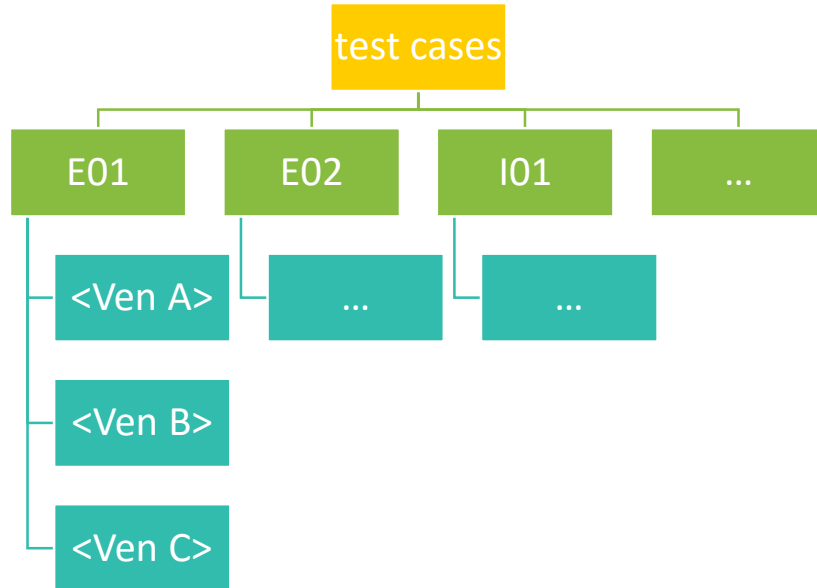 test cases
E01
E02
I01
...
<Ven A>
...
...
<Ven B>
<Ven C>